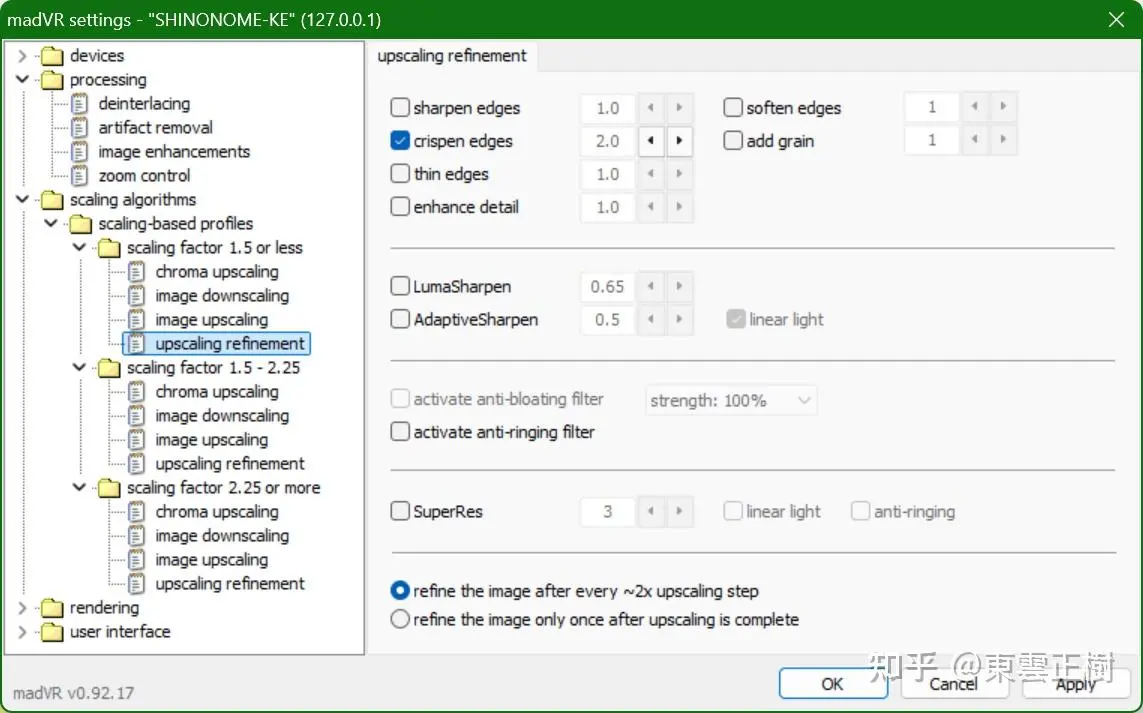 madVR settings - "SHINONOME-KE" (127.0.0.1)
devices
processing
deinterlacing
artifact removal
image enhancements
zoom control
scaling algorithms
scaling-based profiles
scaling factor 1.5 or less
chroma upscaling
image downscaling
image upscaling
upscaling refinement
scaling factor 1.5 - 2.25
chroma upscaling
image downscaling
image upscaling
upscaling refinement
scaling factor 2.25 or more
chroma upscaling
image downscaling
image upscaling
upscaling refinement
rendering
user interface
upscaling refinement
sharpen edges 1.0 soften edges 1
crispen edges 2.0 add grain 1
thin edges 1.0
enhance detail 1.0
LumaSharpen 0.65
AdaptiveSharpen 0.5 linear light
activate anti-bloating filter strength: 100%
activate anti-ringing filter
SuperRes 3 linear light anti-ringing
refine the image after every ~2x upscaling step
refine the image only once after upscaling is complete
知乎 @東雲正樹
madVR v0.92.17
OK Cancel Apply